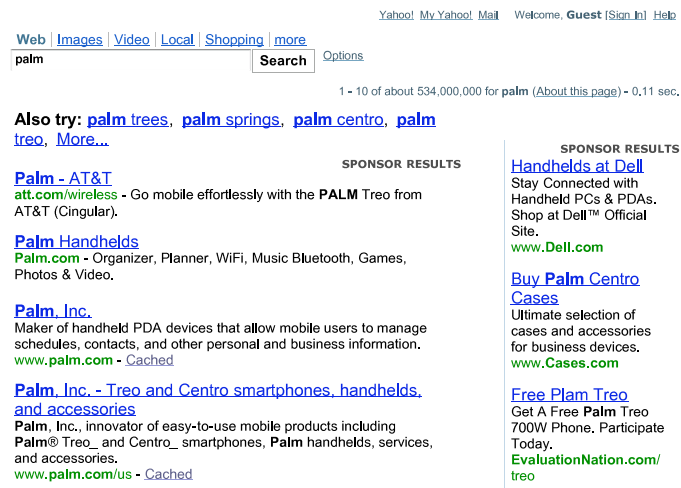 Yahoo! My Yahoo! Mail Welcome, Guest [Sign In] Help
Web | Images | Video | Local | Shopping | more
palm Search Options
1 - 10 of about 534,000,000 for palm (About this page) - 0.11 sec.
Also try: palm trees, palm springs, palm centro, palm
treo, More...
SPONSOR RESULTS
Palm - AT&T
att.com/wireless - Go mobile effortlessly with the PALM Treo from
AT&T (Cingular).
Palm Handhelds
Palm.com - Organizer, Planner, WiFi, Music Bluetooth, Games,
Photos & Video.
Palm, Inc.
Maker of handheld PDA devices that allow mobile users to manage
schedules, contacts, and other personal and business information.
www.palm.com - Cached
Palm, Inc. - Treo and Centro smartphones, handhelds,
and accessories
Palm, Inc., innovator of easy-to-use mobile products including
Palm® Treo_ and Centro_ smartphones, Palm handhelds, services,
and accessories.
www.palm.com/us - Cached
SPONSOR RESULTS
Handhelds at Dell
Stay Connected with
Handheld PCs & PDAs.
Shop at Dell™ Official
Site.
www.Dell.com
Buy Palm Centro
Cases
Ultimate selection of
cases and accessories
for business devices.
www.Cases.com
Free Plam Treo
Get A Free Palm Treo
700W Phone. Participate
Today.
EvaluationNation.com/
treo